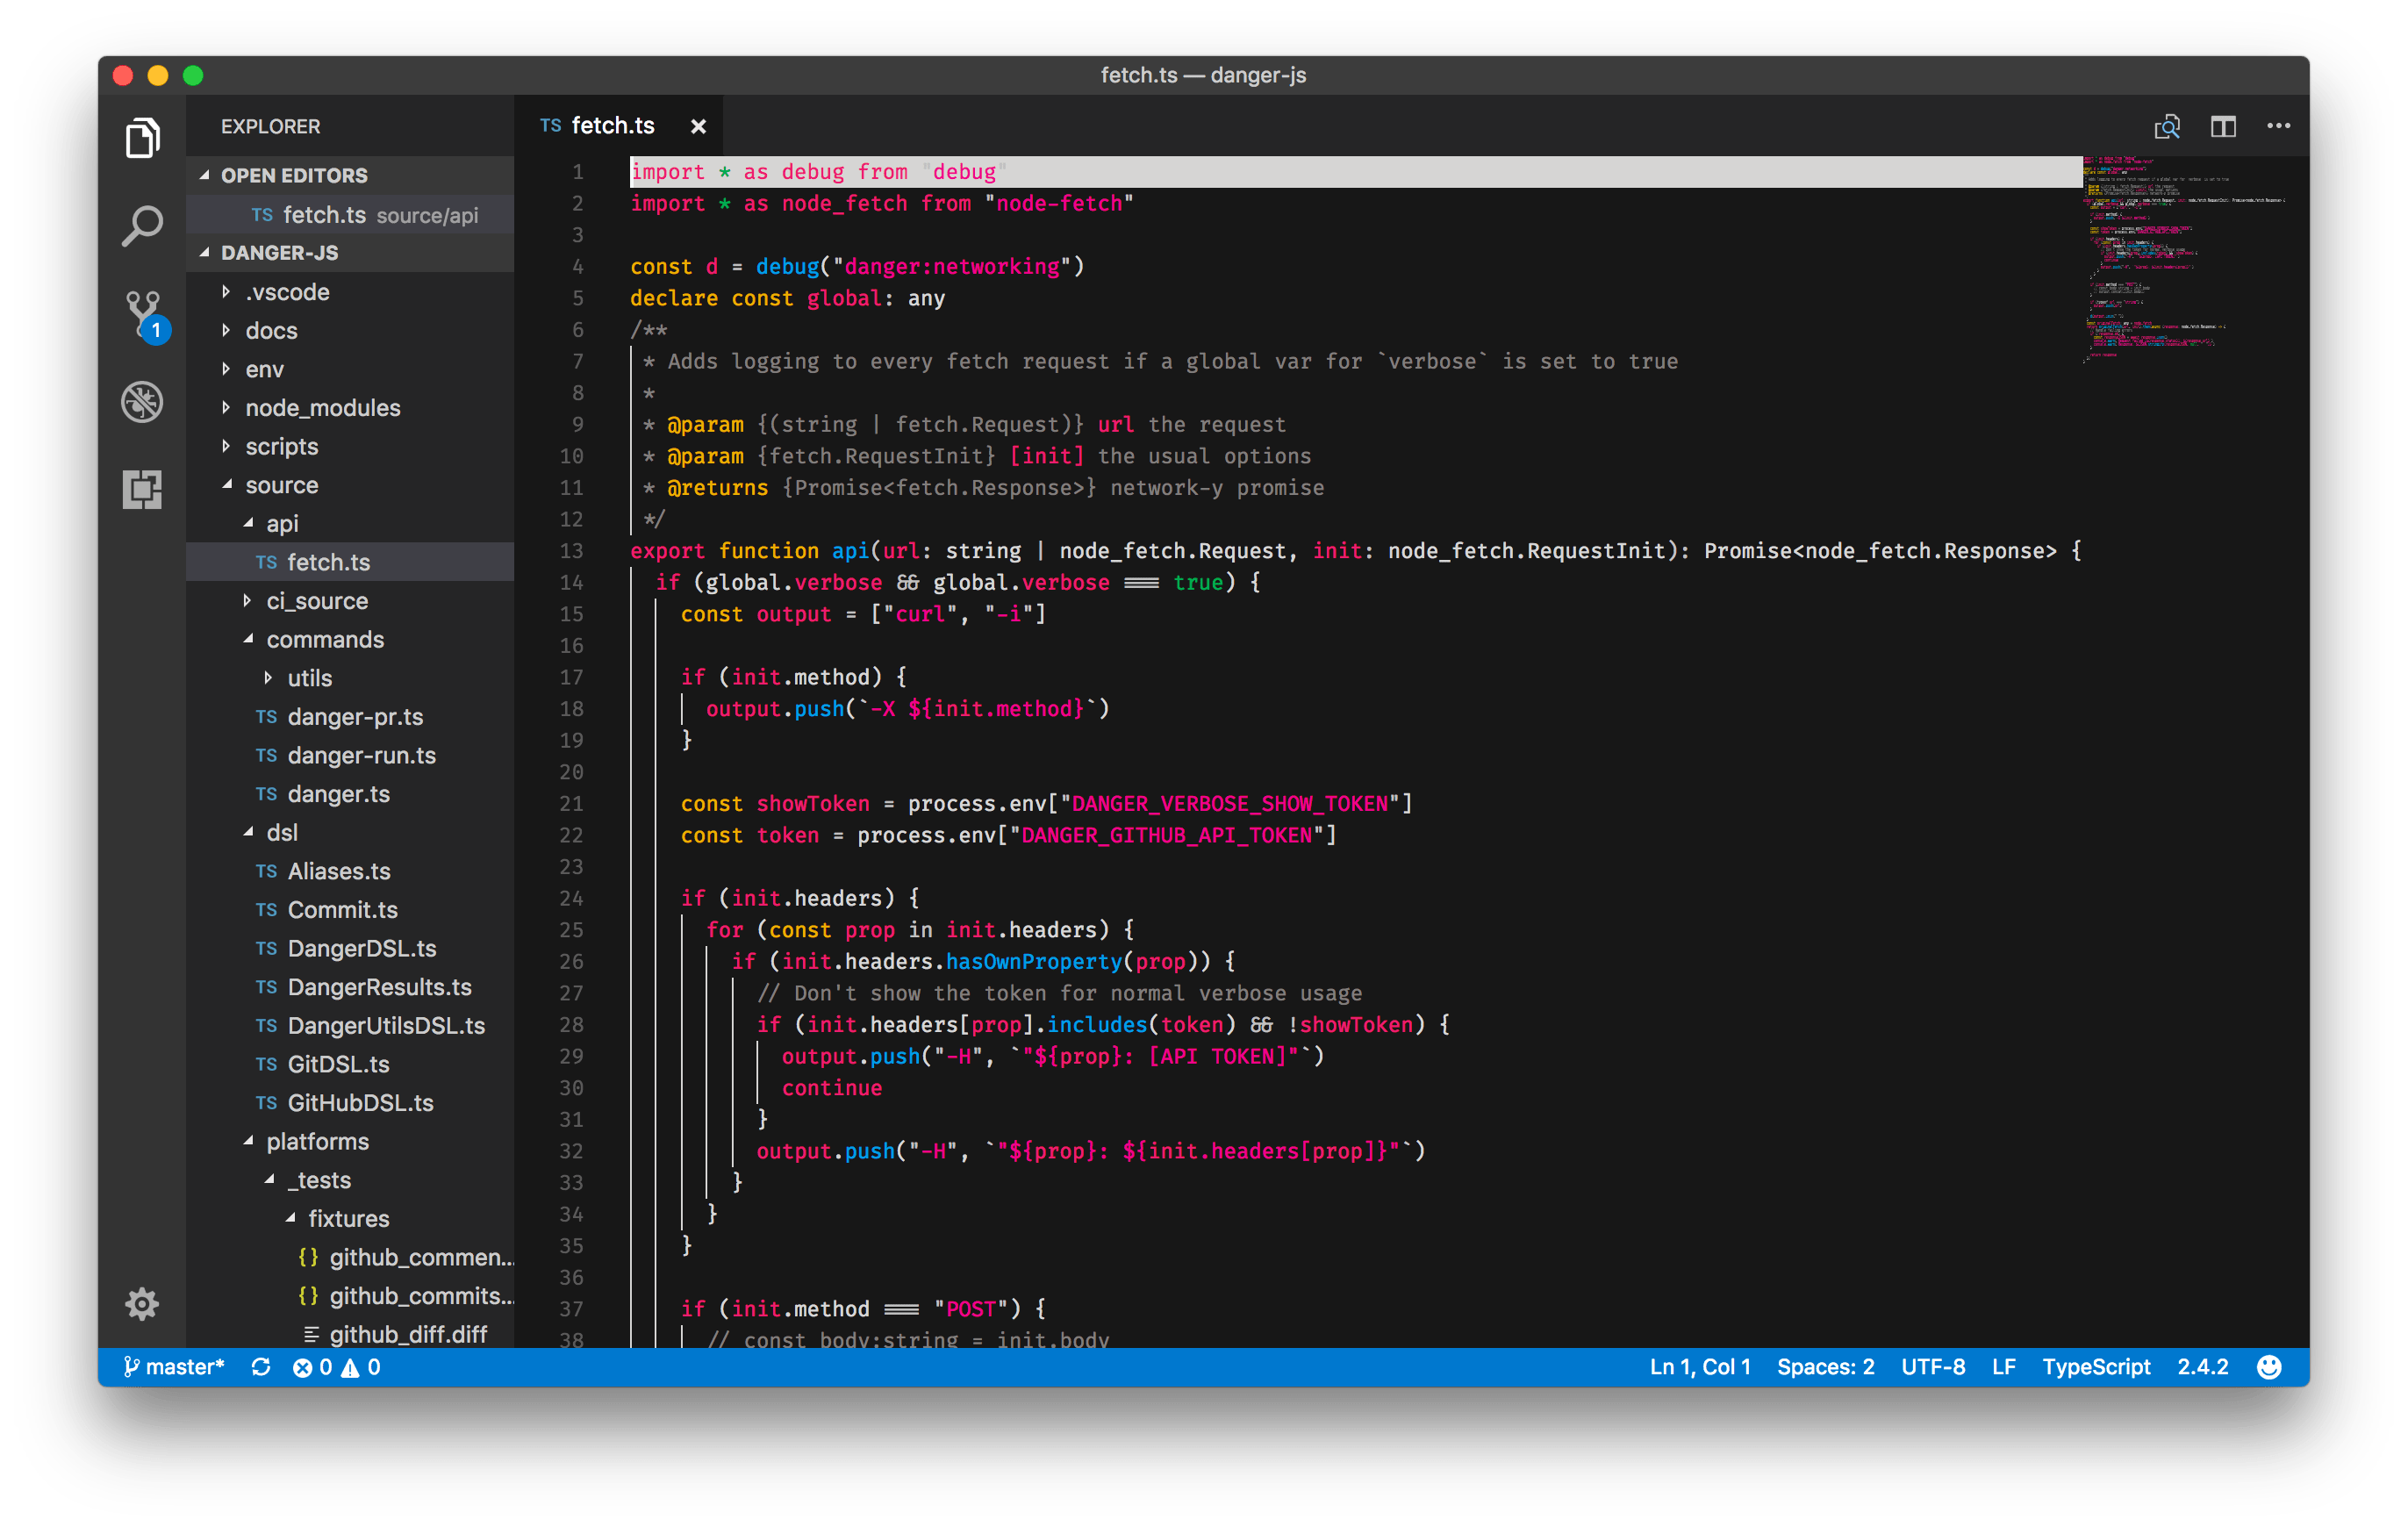 fetch.ts — danger-js
EXPLORER
OPEN EDITORS
TS fetch.ts source/api
DANGER-JS
.vscode
docs
env
node_modules
scripts
source
api
TS fetch.ts
ci_source
commands
utils
TS danger-pr.ts
TS danger-run.ts
TS danger.ts
dsl
TS Aliases.ts
TS Commit.ts
TS DangerDSL.ts
TS DangerResults.ts
TS DangerUtilsDSL.ts
TS GitDSL.ts
TS GitHubDSL.ts
platforms
_tests
fixtures
{} github_commen...
{} github_commits...
github_diff.diff
1
TS fetch.ts ×
1 import * as debug from "debug"
2 import * as node_fetch from "node-fetch"
3
4 const d = debug("danger:networking")
5 declare const global: any
6 /**
7 * Adds logging to every fetch request if a global var for `verbose` is set to true
8 *
9 * @param {(string | fetch.Request)} url the request
10 * @param {fetch.RequestInit} [init] the usual options
11 * @returns {Promise<fetch.Response>} network-y promise
12 */
13 export function api(url: string | node_fetch.Request, init: node_fetch.RequestInit): Promise<node_fetch.Response> {
14 if (global.verbose && global.verbose === true) {
15 const output = ["curl", "-i"]
16
17 if (init.method) {
18 output.push(`-X ${init.method}`)
19 }
20
21 const showToken = process.env["DANGER_VERBOSE_SHOW_TOKEN"]
22 const token = process.env["DANGER_GITHUB_API_TOKEN"]
23
24 if (init.headers) {
25 for (const prop in init.headers) {
26 if (init.headers.hasOwnProperty(prop)) {
27 // Don't show the token for normal verbose usage
28 if (init.headers[prop].includes(token) && !showToken) {
29 output.push("-H", `"${prop}: [API TOKEN]"`)
30 continue
31 }
32 output.push("-H", `"${prop}: ${init.headers[prop]}"`)
33 }
34 }
35 }
36
37 if (init.method === "POST") {
38 // const body:string = init.body
master* 0 0
Ln 1, Col 1 Spaces: 2 UTF-8 LF TypeScript 2.4.2